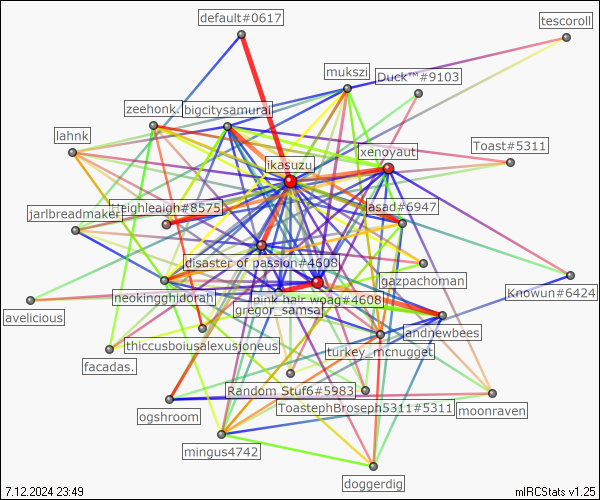 default#0617
tescoroll
mukszi
Duck™#9103
zeehonk
bigcitysamurai
lahnk
Toast#5311
xenoyaut
ikasuzu
jarlbreadmaker
leighleigh#8575
asad#6947
disaster of passion#4608
gazpachoman
neokingghidorah
pink hair woag#4608
Knowun#6424
gregor_samsa
avelicious
andnewbees
thiccusboiusalexusioneus
turkey_mcnugget
facadas.
Random Stuf6#5983
ToastephBroseph5311#5311
moonraven
ogshroom
mingus4742
doggerdig
7.12.2024 23:49
mIRCStats v1.25